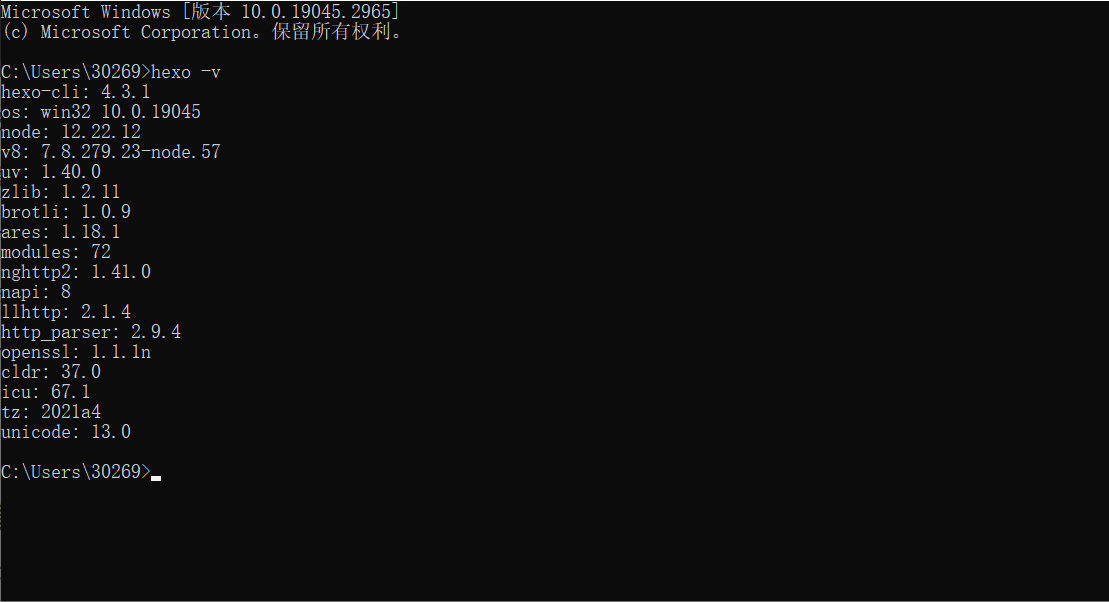 Microsoft Windows [版本 10.0.19045.2965]
(c) Microsoft Corporation。保留所有权利。
C:\Users\30269>hexo -v
hexo-cli: 4.3.1
os: win32 10.0.19045
node: 12.22.12
v8: 7.8.279.23-node.57
uv: 1.40.0
zlib: 1.2.11
brotli: 1.0.9
ares: 1.18.1
modules: 72
nghttp2: 1.41.0
napi: 8
llhttp: 2.1.4
http_parser: 2.9.4
openssl: 1.1.1n
cldr: 37.0
icu: 67.1
tz: 2021a4
unicode: 13.0
C:\Users\30269>